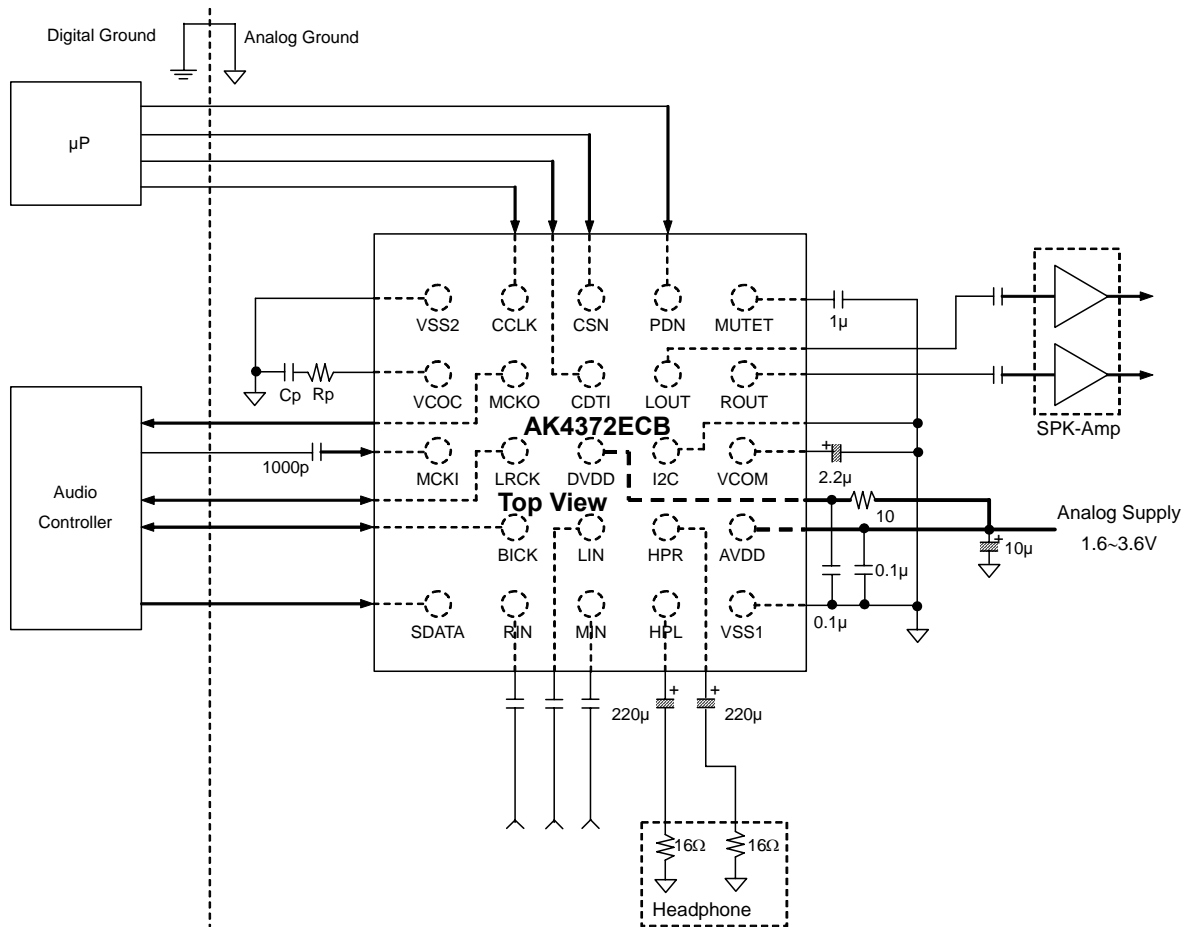 Digital Ground
Analog Ground
µP
VSS2
CCLK
CSN
PDN
MUTET
1µ
Cp
Rp
VCOC
MCKO
CDTI
LOUT
ROUT
SPK-Amp
AK4372ECB
1000p
MCKI
LRCK
DVDD
I2C
VCOM
+
2.2µ
Audio
Controller
Top View
10
Analog Supply
1.6~3.6V
BICK
LIN
HPR
AVDD
0.1µ
+
10µ
SDATA
RIN
MIN
HPL
VSS1
0.1µ
220µ
+
220µ
+
16Ω
16Ω
Headphone